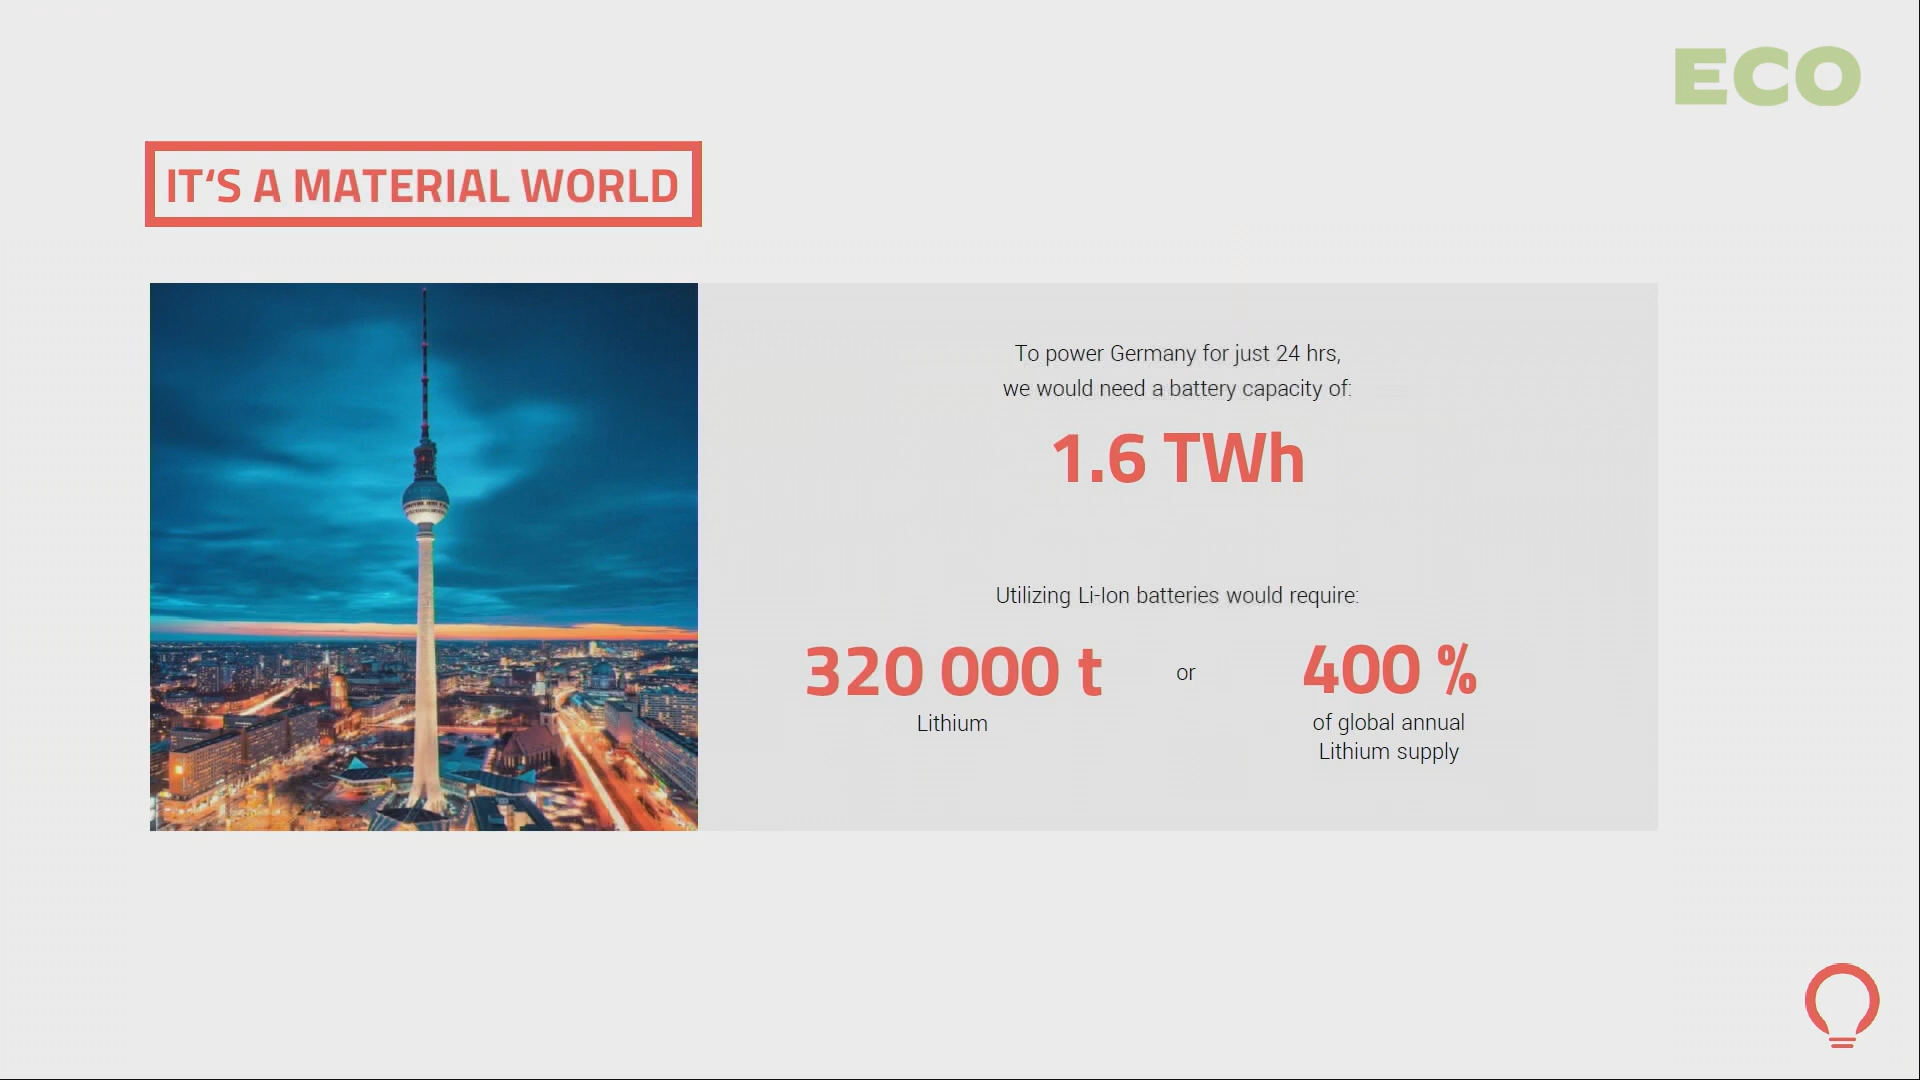 ECO
IT‘S A MATERIAL WORLD
To power Germany for just 24 hrs,
we would need a battery capacity of:
1.6 TWh
Utilizing Li-Ion batteries would require:
320 000 t
Lithium
or
400 %
of global annual
Lithium supply